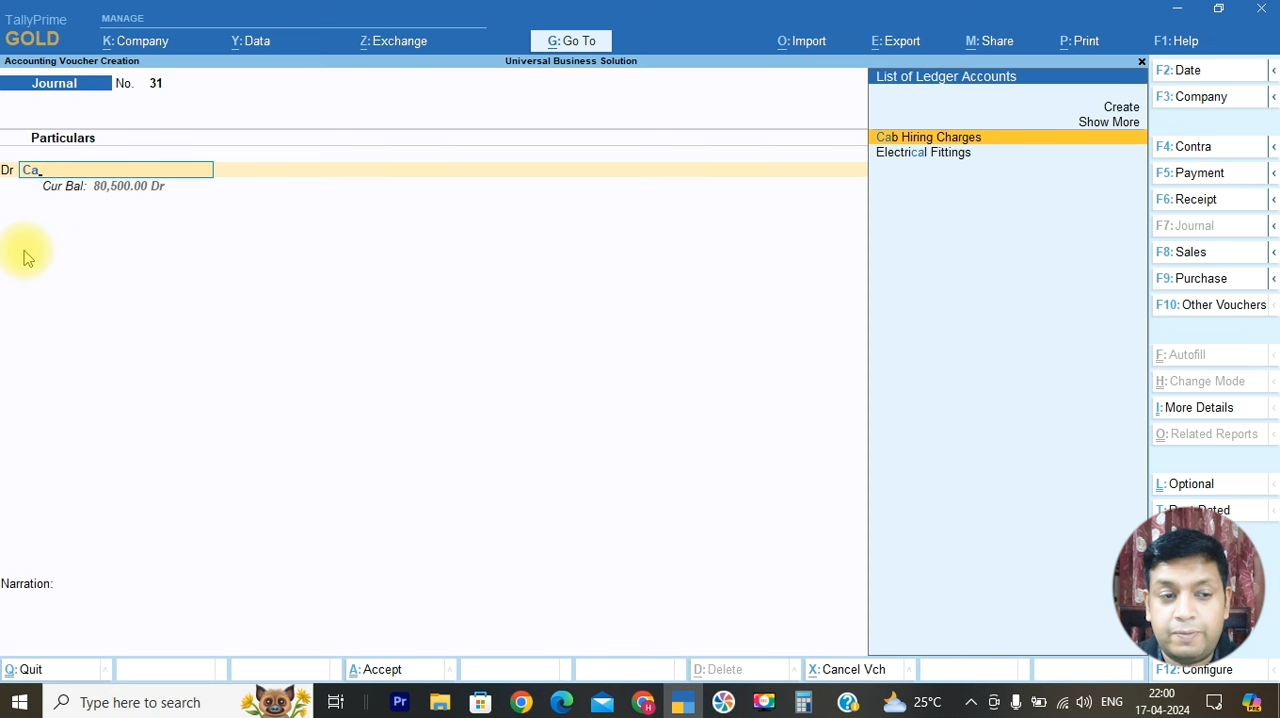 TallyPrime
GOLD
MANAGE
K: Company
Y: Data
Z: Exchange
G: Go To
O: Import
E: Export
M: Share
P: Print
F1: Help
Accounting Voucher Creation
Universal Business Solution
Journal No. 31
Particulars
Dr Ca
Cur Bal: 80,500.00 Dr
List of Ledger Accounts
Create
Show More
Cab Hiring Charges
Electrical Fittings
F2: Date
F3: Company
F4: Contra
F5: Payment
F6: Receipt
F7: Journal
F8: Sales
F9: Purchase
F10: Other Vouchers
F: Autofill
H: Change Mode
I: More Details
O: Related Reports
L: Optional
T: Dated
F12: Configure
Narration:
Q: Quit
A: Accept
D: Delete
X: Cancel Vch
Type here to search
Pr
25°C
ENG
22:00
17-04-2024